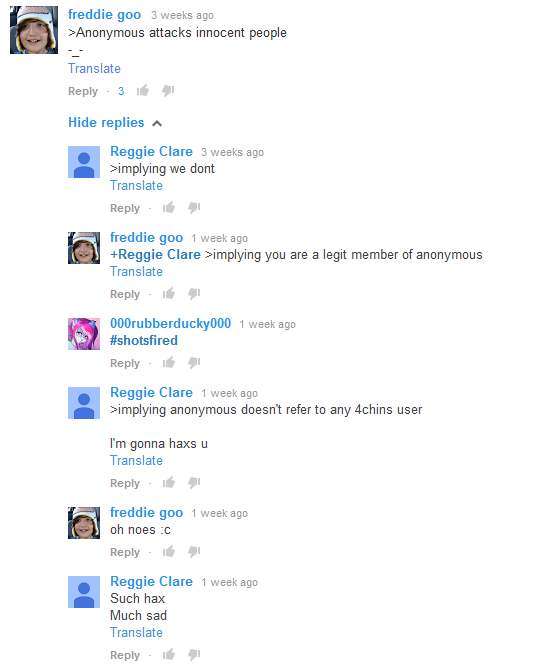 freddie goo 3 weeks ago
>Anonymous attacks innocent people
-_-
Translate
Reply · 3
Hide replies
Reggie Clare 3 weeks ago
>implying we dont
Translate
Reply ·
freddie goo 1 week ago
+Reggie Clare >implying you are a legit member of anonymous
Translate
Reply ·
000rubberducky000 1 week ago
#shotsfired
Reply ·
Reggie Clare 1 week ago
>implying anonymous doesn't refer to any 4chins user
I'm gonna haxs u
Translate
Reply ·
freddie goo 1 week ago
oh noes :c
Reply ·
Reggie Clare 1 week ago
Such hax
Much sad
Translate
Reply ·